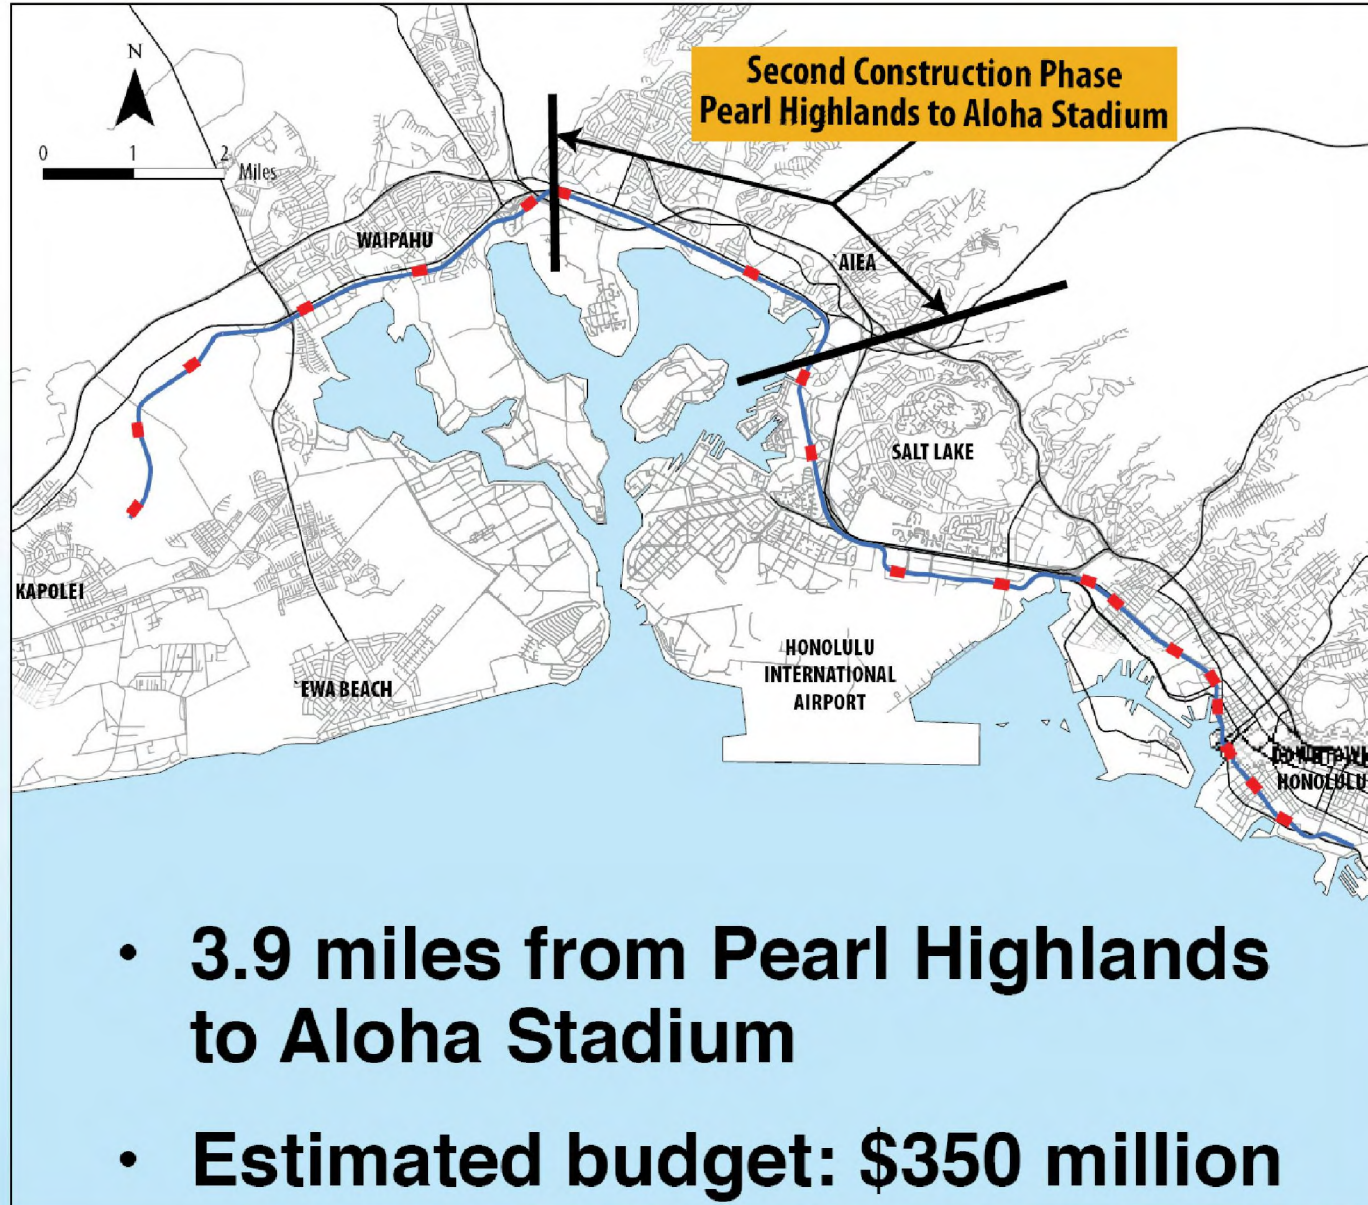 Second Construction Phase
Pearl Highlands to Aloha Stadium
N
0 1 2
Miles
WAIPAHU
AIEA
SALT LAKE
KAPOLEI
EWA BEACH
HONOLULU
INTERNATIONAL
AIRPORT
HONOLULU
• 3.9 miles from Pearl Highlands
to Aloha Stadium
• Estimated budget: $350 million